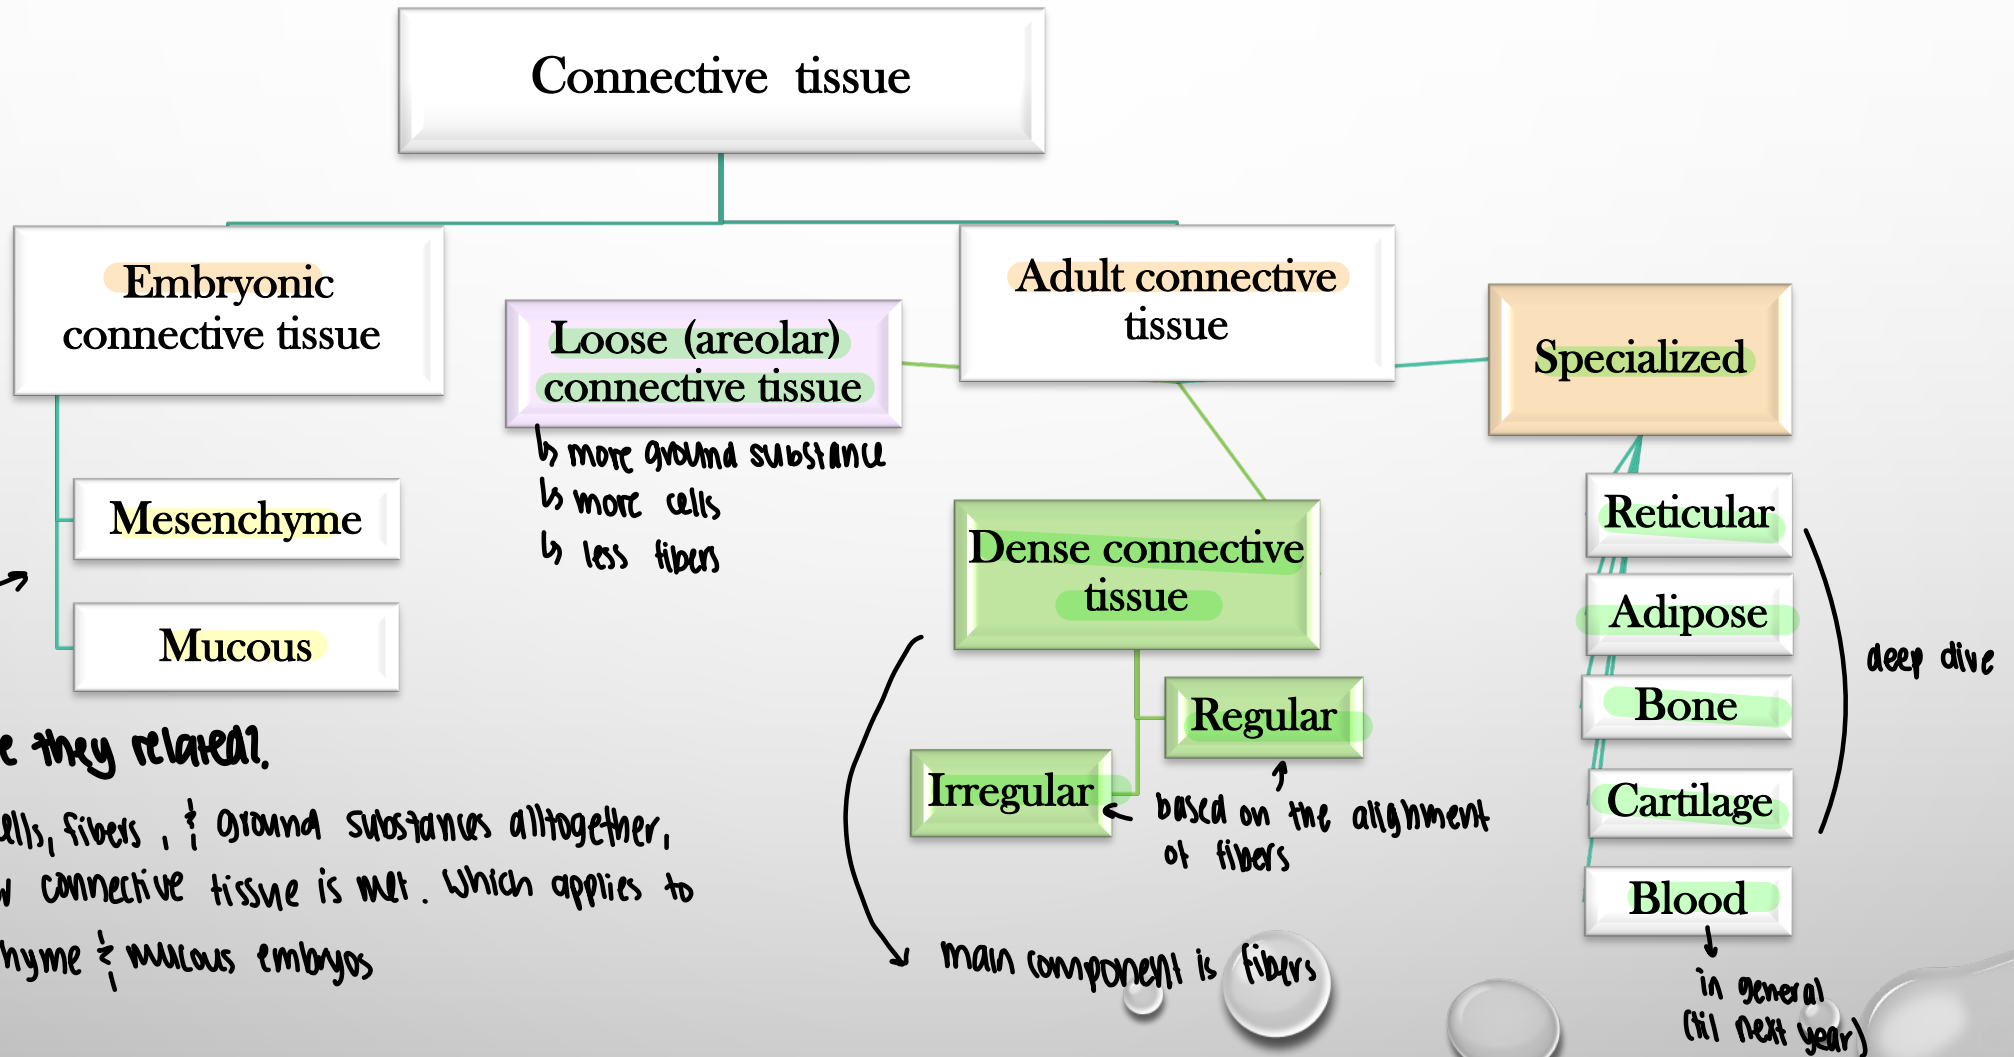 Connective tissue
Embryonic
connective tissue
Mesenchyme
Mucous
they related?
cells, fibers, & ground substances alltogether,
connective tissue is met. Which applies to
hyme & mucous embryos
Loose (areolar)
connective tissue
↳ more ground substance
↳ more cells
↳ less fibers
Adult connective
tissue
Dense connective
tissue
Regular
Irregular
based on the alignment
of fibers
main component is fibers
Specialized
Reticular
Adipose
Bone
Cartilage
Blood
deep dive
in general
(til next year)